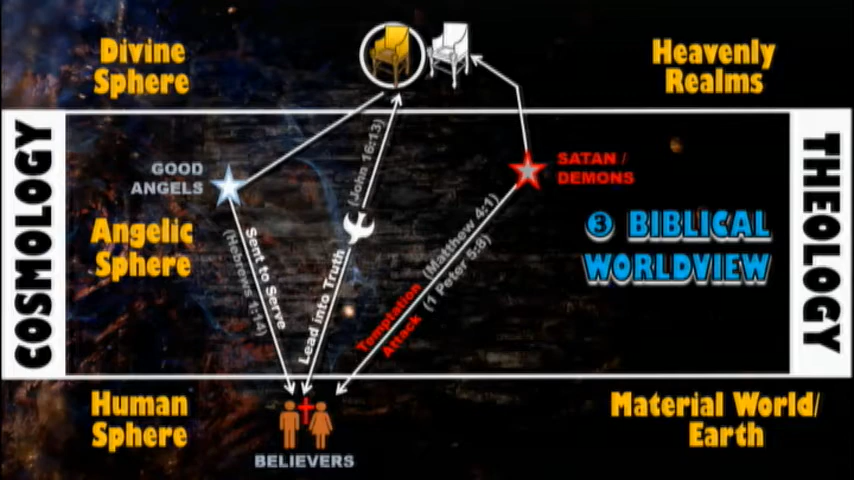 Divine
Sphere
Heavenly
Realms
COSMOLOGY
THEOLOGY
GOOD
ANGELS
SATAN /
DEMONS
Angelic
Sphere
❸ BIBLICAL
WORLDVIEW
Sent to Serve
(Hebrews 1:14)
Lead into Truth
(John 16:13)
Temptation (Matthew 4:1)
Attack (1 Peter 5:8)
Human
Sphere
Material World/
Earth
BELIEVERS